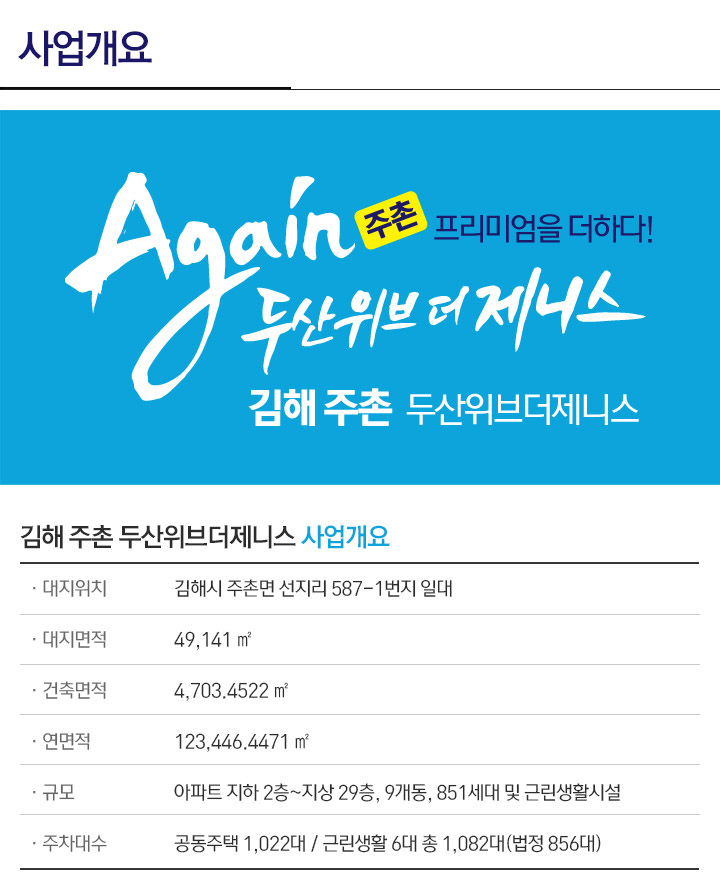 사업개요
Again 주촌 프리미엄을 더하다!
두산위브더제니스
김해 주촌 두산위브더제니스
김해 주촌 두산위브더제니스 사업개요
· 대지위치 김해시 주촌면 선지리 587-1번지 일대
· 대지면적 49,141 ㎡
· 건축면적 4,703.4522 ㎡
· 연면적 123,446.4471 ㎡
· 규모 아파트 지하 2층~지상 29층, 9개동, 851세대 및 근린생활시설
· 주차대수 공동주택 1,022대 / 근린생활 6대 총 1,082대(법정 856대)